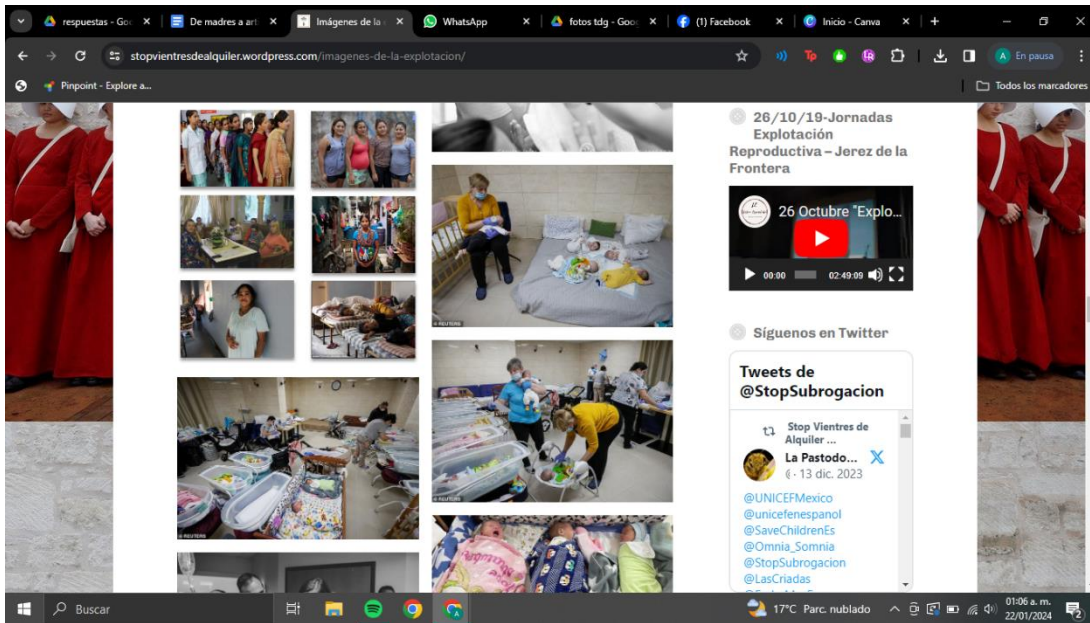 respuestas - Goo
De madres a art
Imágenes de la
WhatsApp
fotos tdg - Goog
(1) Facebook
Inicio - Canva
stopvientresdealquiler.wordpress.com/imagenes-de-la-explotacion/
En pausa
Pinpoint - Explore a...
Todos los marcadores
26/10/19-Jornadas
Explotación
Reproductiva – Jerez de la
Frontera
26 Octubre "Explo...
00:00
02:49:09
© REUTERS
Síguenos en Twitter
© REUTERS
© REUTERS
Tweets de
@StopSubrogacion
Stop Vientres de
Alquiler ...
La Pastodo...
· 13 dic. 2023
@UNICEFMexico
@unicefenespanol
@SaveChildrenEs
@Omnia_Somnia
@StopSubrogacion
@LasCriadas
Buscar
17°C Parc. nublado
01:06 a. m.
22/01/2024